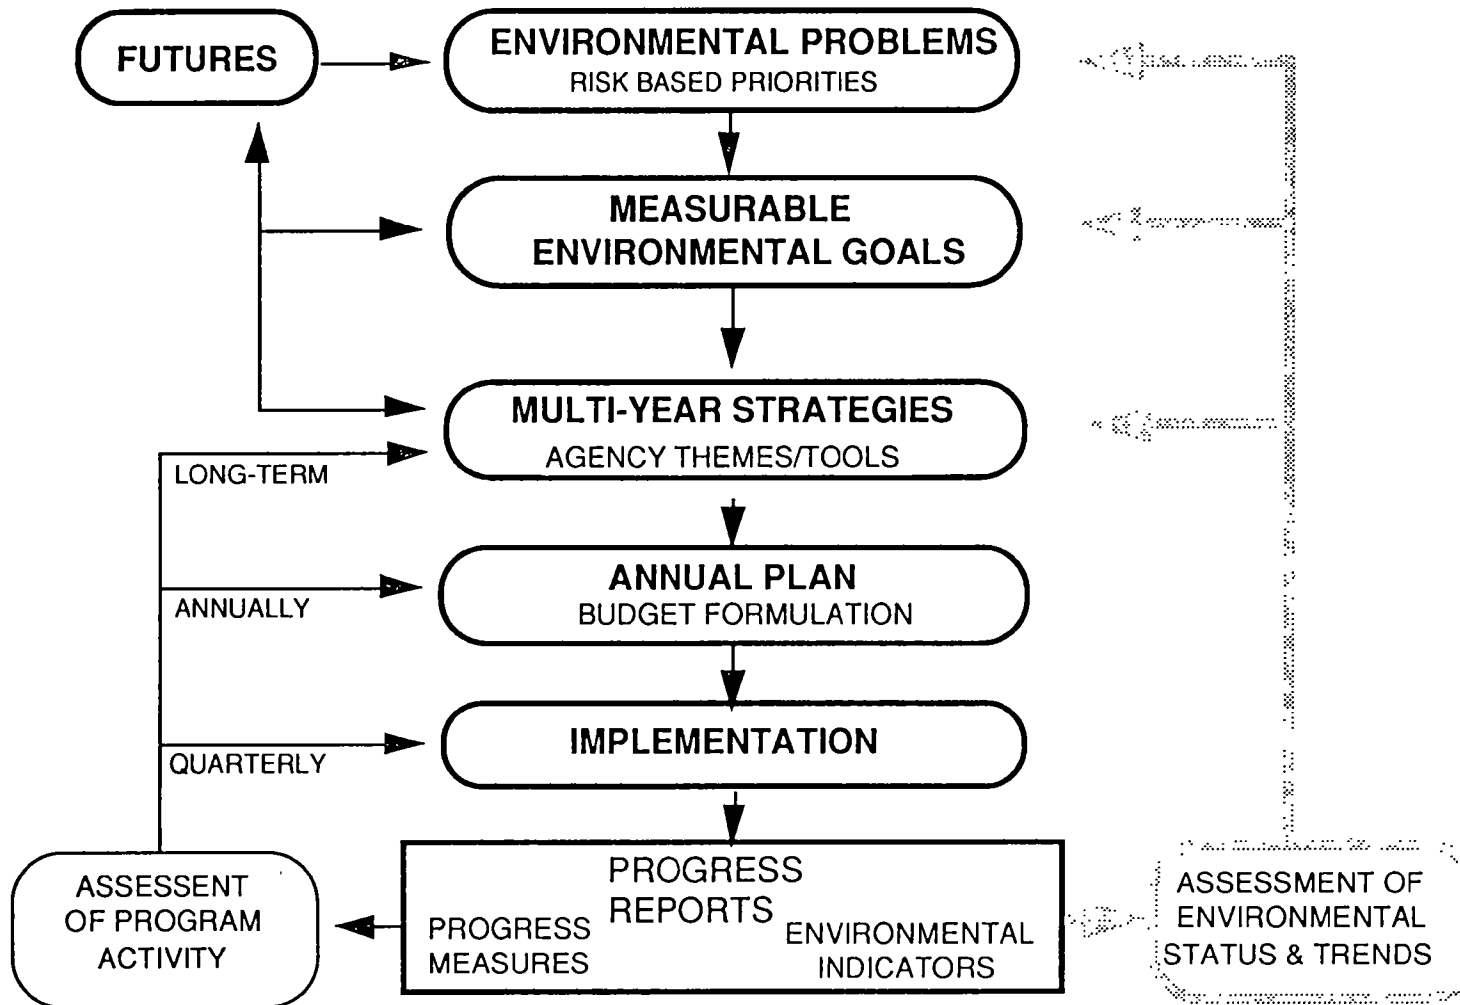 FUTURES
ENVIRONMENTAL PROBLEMS
RISK BASED PRIORITIES
MEASURABLE
ENVIRONMENTAL GOALS
MULTI-YEAR STRATEGIES
AGENCY THEMES/TOOLS
LONG-TERM
ANNUAL PLAN
BUDGET FORMULATION
ANNUALLY
IMPLEMENTATION
QUARTERLY
ASSESSENT
OF PROGRAM
ACTIVITY
PROGRESS
REPORTS
PROGRESS
MEASURES
ENVIRONMENTAL
INDICATORS
ASSESSMENT OF
ENVIRONMENTAL
STATUS & TRENDS